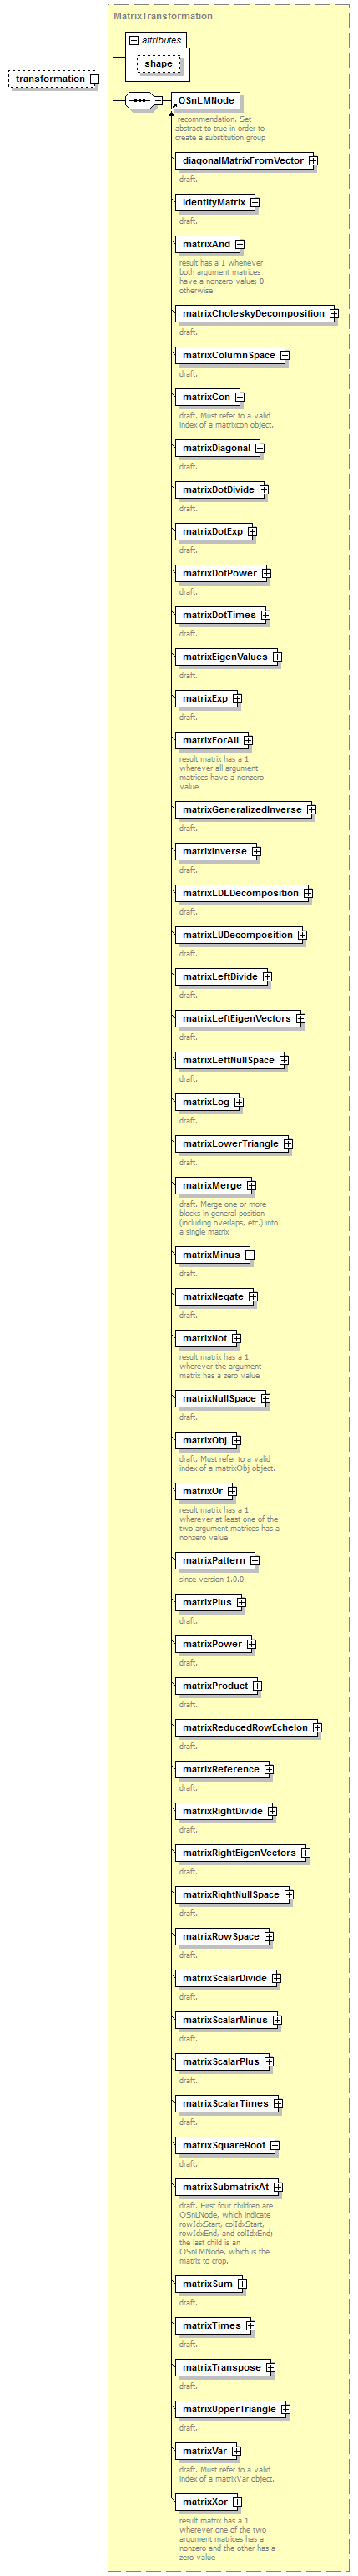 MatrixTransformation
attributes
shape
transformation
OSnLMNode
recommendation. Set
abstract to true in order to
create a substitution group
diagonalMatrixFromVector
draft.
identityMatrix
draft.
matrixAnd
result has a 1 whenever
both argument matrices
have a nonzero value; 0
otherwise
matrixCholeskyDecomposition
draft.
matrixColumnSpace
draft.
matrixCon
draft. Must refer to a valid
index of a matrixcon object.
matrixDiagonal
draft.
matrixDotDivide
draft.
matrixDotExp
draft.
matrixDotPower
draft.
matrixDotTimes
draft.
matrixEigenValues
draft.
matrixExp
draft.
matrixForAll
result matrix has a 1
wherever all argument
matrices have a nonzero
value
matrixGeneralizedInverse
draft.
matrixInverse
draft.
matrixLDLDecomposition
draft.
matrixLUDecomposition
draft.
matrixLeftDivide
draft.
matrixLeftEigenVectors
draft.
matrixLeftNullSpace
draft.
matrixLog
draft.
matrixLowerTriangle
draft.
matrixMerge
draft. Merge one or more
blocks in general position
(including overlaps, etc.) into
a single matrix
matrixMinus
draft.
matrixNegate
draft.
matrixNot
result matrix has a 1
wherever the argument
matrix has a zero value
matrixNullSpace
draft.
matrixObj
draft. Must refer to a valid
index of a matrixObj object.
matrixOr
result matrix has a 1
wherever at least one of the
two argument matrices has a
nonzero value
matrixPattern
since version 1.0.0.
matrixPlus
draft.
matrixPower
draft.
matrixProduct
draft.
matrixReducedRowEchelon
draft.
matrixReference
draft.
matrixRightDivide
draft.
matrixRightEigenVectors
draft.
matrixRightNullSpace
draft.
matrixRowSpace
draft.
matrixScalarDivide
draft.
matrixScalarMinus
draft.
matrixScalarPlus
draft.
matrixScalarTimes
draft.
matrixSquareRoot
draft.
matrixSubmatrixAt
draft. First four children are
OSnLNode, which indicate
rowIdxStart, colIdxStart,
rowIdxEnd, and colIdxEnd;
the last child is an
OSnLMNode, which is the
matrix to crop.
matrixSum
draft.
matrixTimes
draft.
matrixTranspose
draft.
matrixUpperTriangle
draft.
matrixVar
draft. Must refer to a valid
index of a matrixVar object.
matrixXor
result matrix has a 1
wherever one of the two
argument matrices has a
nonzero and the other has a
zero value